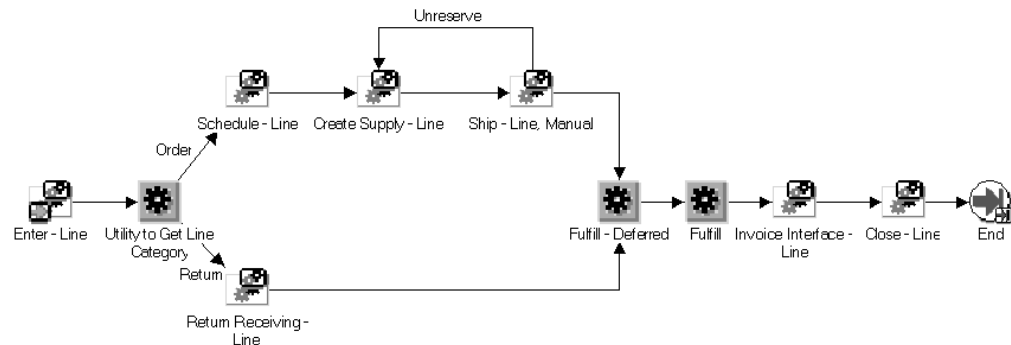 Unreserve
Schedule - Line
Create Supply - Line
Ship - Line, Manual
Order
Enter - Line
Utility to Get Line
Category
Fulfill - Deferred
Fulfill
Invoice Interface -
Line
Close - Line
End
Return
Return Receiving -
Line